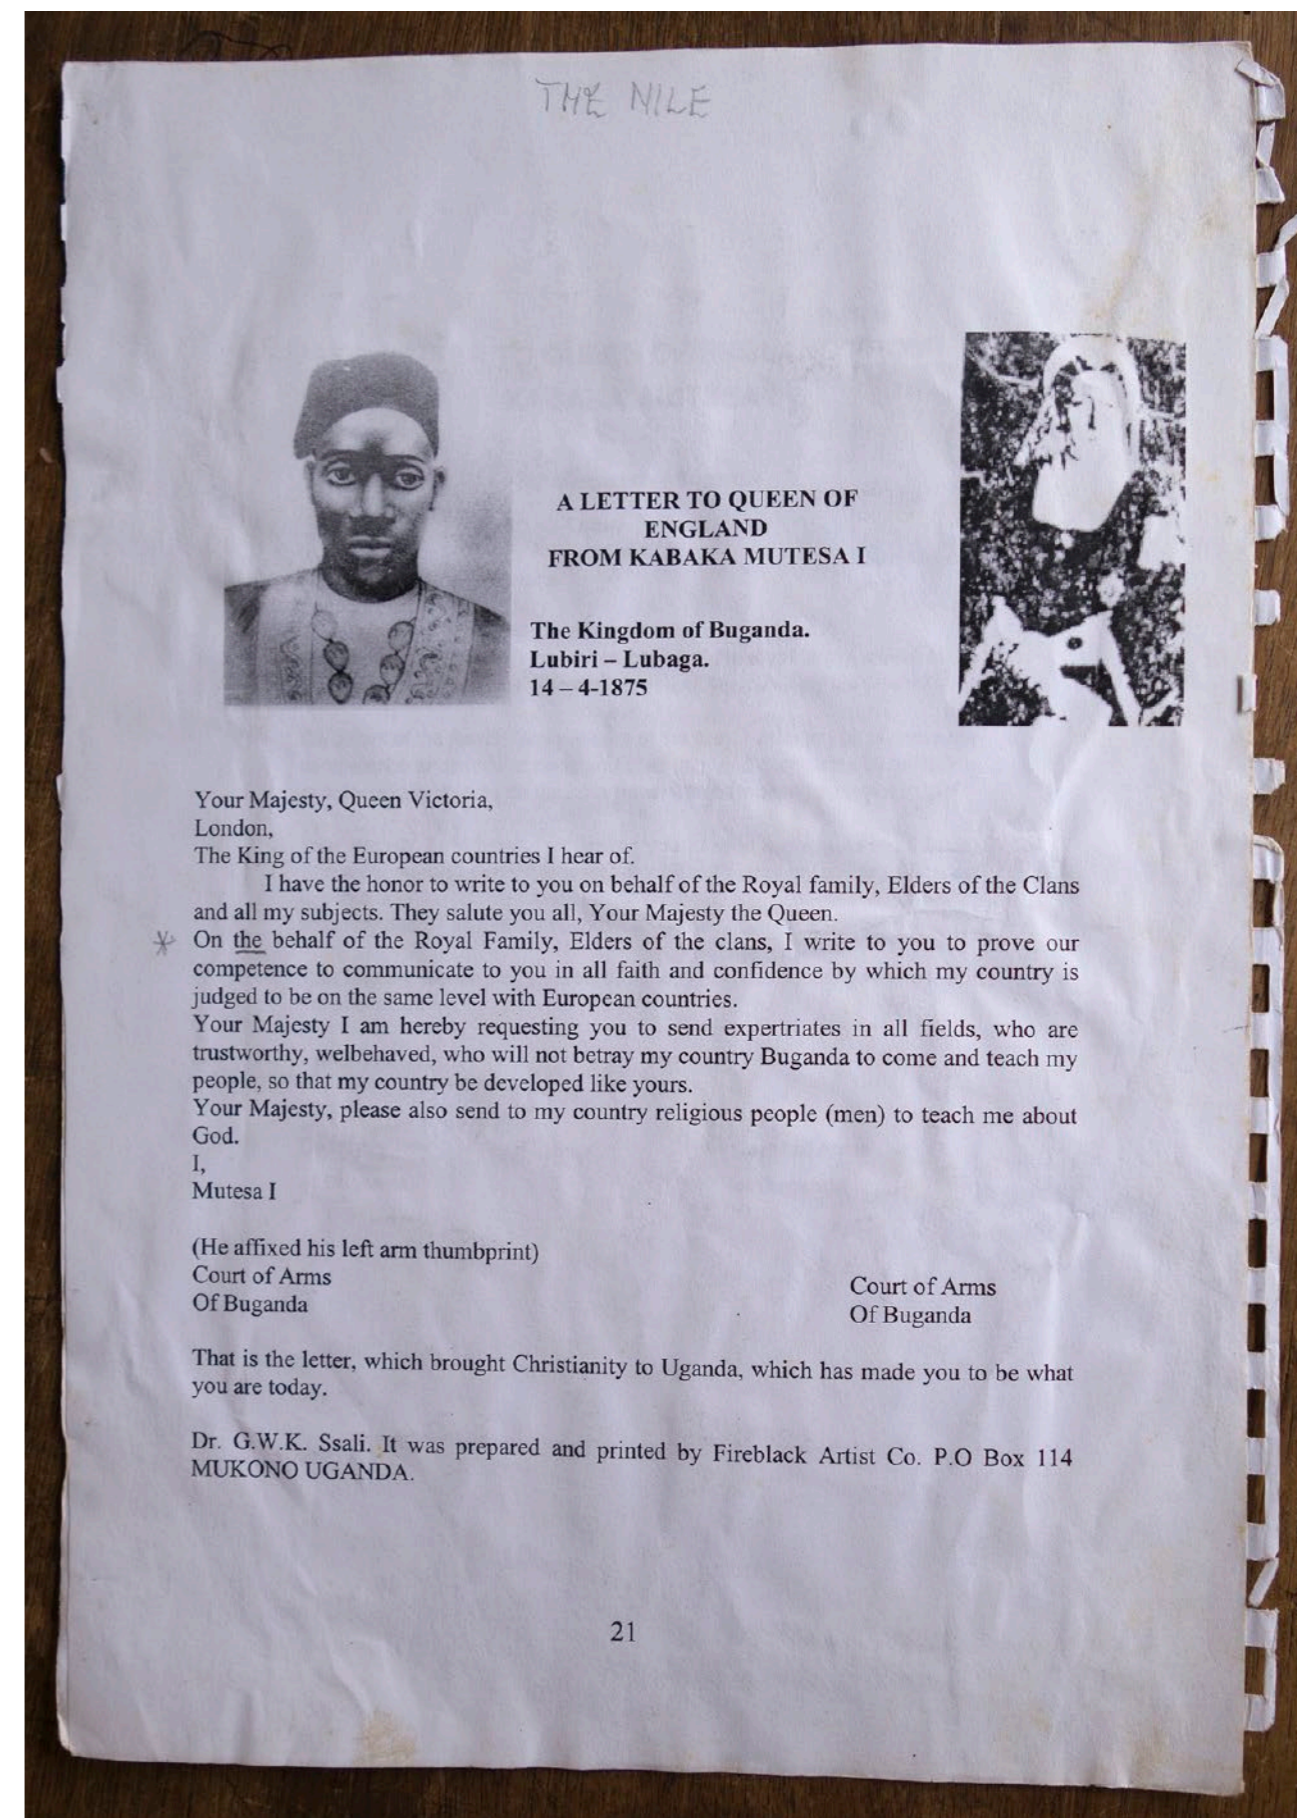 THE NILE
A LETTER TO QUEEN OF
ENGLAND
FROM KABAKA MUTESA I
The Kingdom of Buganda.
Lubiri – Lubaga.
14 – 4-1875
Your Majesty, Queen Victoria,
London,
The King of the European countries I hear of.
I have the honor to write to you on behalf of the Royal family, Elders of the Clans
and all my subjects. They salute you all, Your Majesty the Queen.
On the behalf of the Royal Family, Elders of the clans, I write to you to prove our
competence to communicate to you in all faith and confidence by which my country is
judged to be on the same level with European countries.
Your Majesty I am hereby requesting you to send expertriates in all fields, who are
trustworthy, welbehaved, who will not betray my country Buganda to come and teach my
people, so that my country be developed like yours.
Your Majesty, please also send to my country religious people (men) to teach me about
God.
I,
Mutesa I
(He affixed his left arm thumbprint)
Court of Arms
Of Buganda
Court of Arms
Of Buganda
That is the letter, which brought Christianity to Uganda, which has made you to be what
you are today.
Dr. G.W.K. Ssali. It was prepared and printed by Fireblack Artist Co. P.O Box 114
MUKONO UGANDA.
21